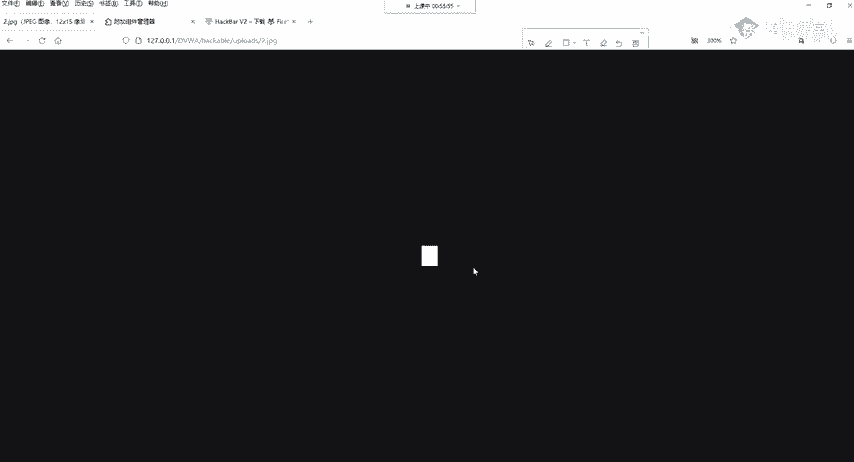 文件(F) 编辑(E) 查看(V) 历史(S) 书签(B) 工具(T) 帮助(H)
上课中 00:55:55
2.jpg (JPEG 图像, 12x15 像素) 附加组件管理器 HackBar V2 - 下载
127.0.0.1/DVWA/hackable/uploads/2.jpg 300%